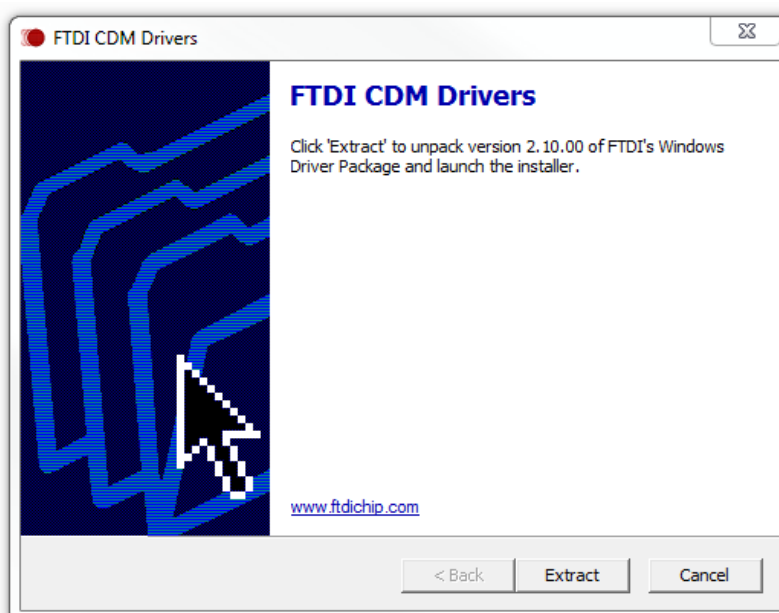 FTDI CDM Drivers
FTDI CDM Drivers
Click 'Extract' to unpack version 2.10.00 of FTDI's Windows
Driver Package and launch the installer.
www.ftdichip.com
< Back
Extract
Cancel